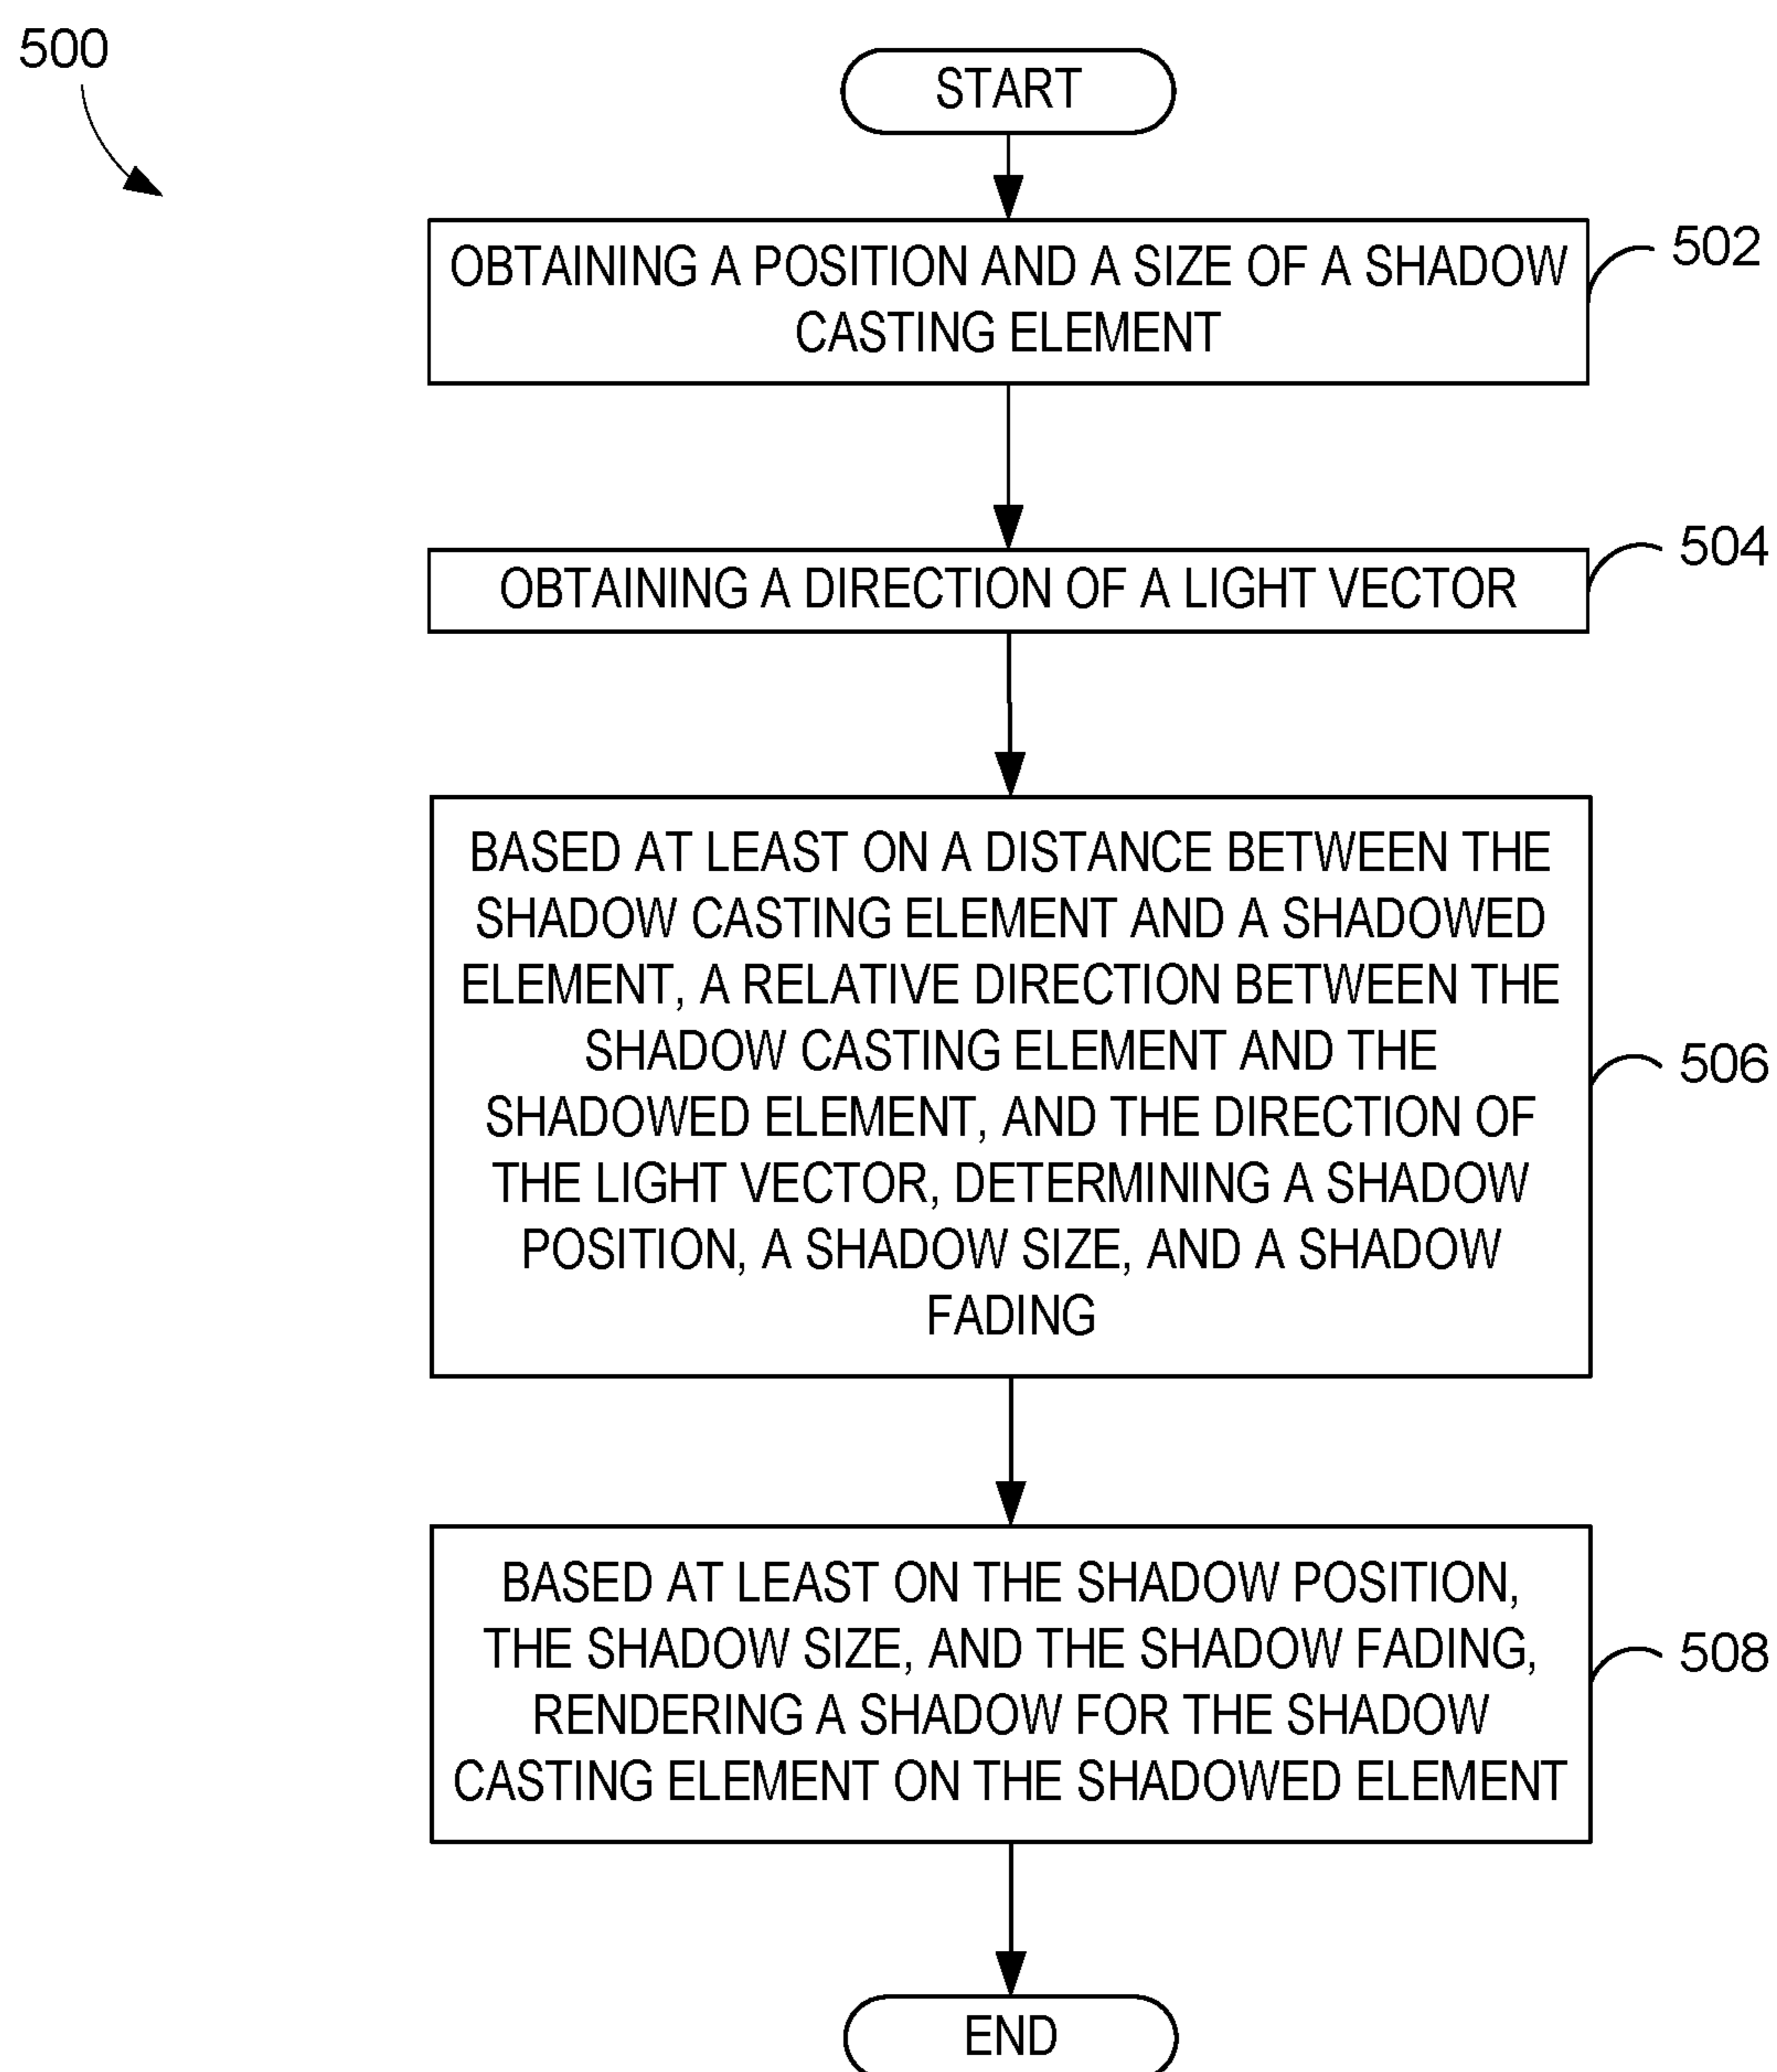 500
START
OBTAINING A POSITION AND A SIZE OF A SHADOW
CASTING ELEMENT
502
OBTAINING A DIRECTION OF A LIGHT VECTOR
504
BASED AT LEAST ON A DISTANCE BETWEEN THE
SHADOW CASTING ELEMENT AND A SHADOWED
ELEMENT, A RELATIVE DIRECTION BETWEEN THE
SHADOW CASTING ELEMENT AND THE
SHADOWED ELEMENT, AND THE DIRECTION OF
THE LIGHT VECTOR, DETERMINING A SHADOW
POSITION, A SHADOW SIZE, AND A SHADOW
FADING
506
BASED AT LEAST ON THE SHADOW POSITION,
THE SHADOW SIZE, AND THE SHADOW FADING,
RENDERING A SHADOW FOR THE SHADOW
CASTING ELEMENT ON THE SHADOWED ELEMENT
508
END